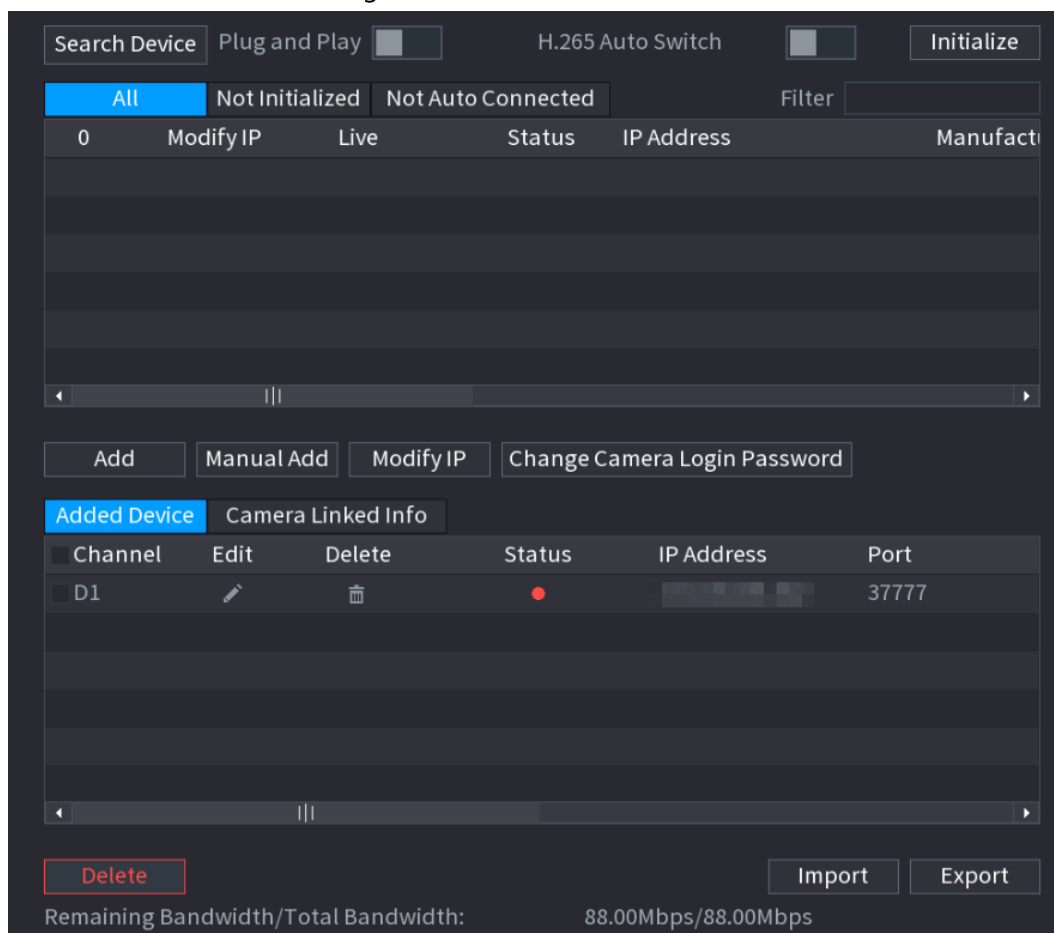 Search Device Plug and Play H.265 Auto Switch Initialize
All Not Initialized Not Auto Connected Filter
0 Modify IP Live Status IP Address
Add Manual Add Modify IP Change Camera Login Password
Added Device Camera Linked Info
Channel Edit Delete Status IP Address Port
D1 37777
Delete Import Export
Remaining Bandwidth/Total Bandwidth: 88.00Mbps/88.00Mbps